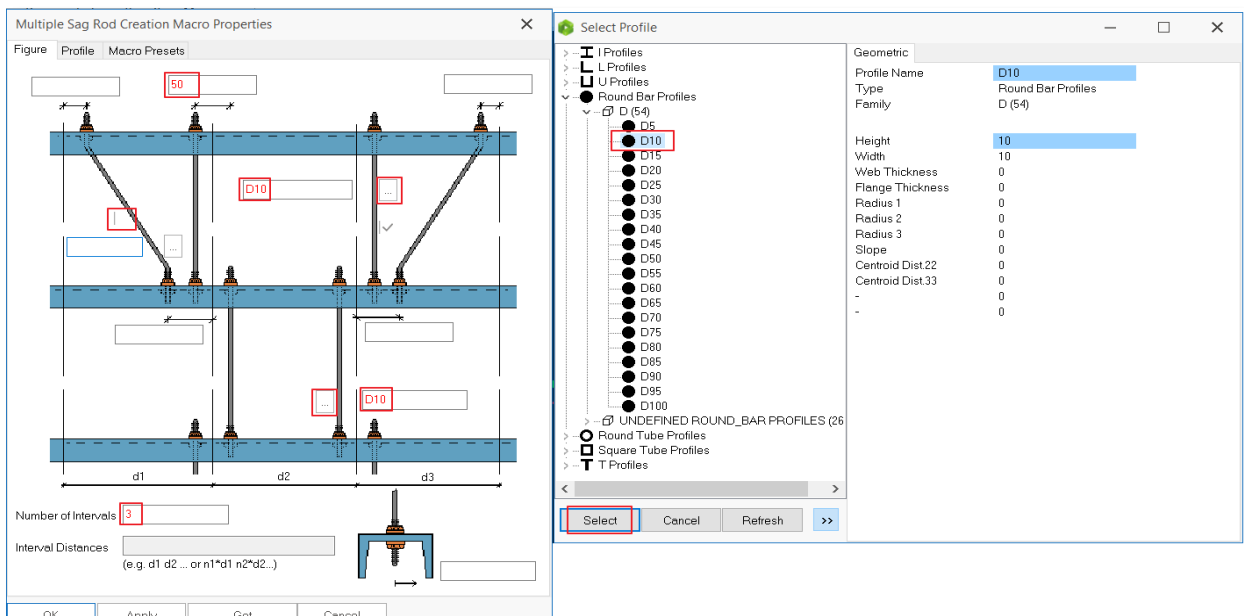 Multiple Sag Rod Creation Macro Properties
Figure Profile Macro Presets
50
D10
...
...
...
D10
d1 d2 d3
Number of Intervals 3
Interval Distances
(e.g. d1 d2 ... or n1*d1 n2*d2...)
OK Apply Get Cancel
Select Profile
I Profiles
L Profiles
U Profiles
Round Bar Profiles
D (54)
D5
D10
D15
D20
D25
D30
D35
D40
D45
D50
D55
D60
D65
D70
D75
D80
D85
D90
D95
D100
UNDEFINED ROUND_BAR PROFILES (26
Round Tube Profiles
Square Tube Profiles
T Profiles
Select Cancel Refresh >>
Geometric
Profile Name D10
Type Round Bar Profiles
Family D (54)
Height 10
Width 10
Web Thickness 0
Flange Thickness 0
Radius 1 0
Radius 2 0
Radius 3 0
Slope 0
Centroid Dist.22 0
Centroid Dist.33 0
- 0
- 0